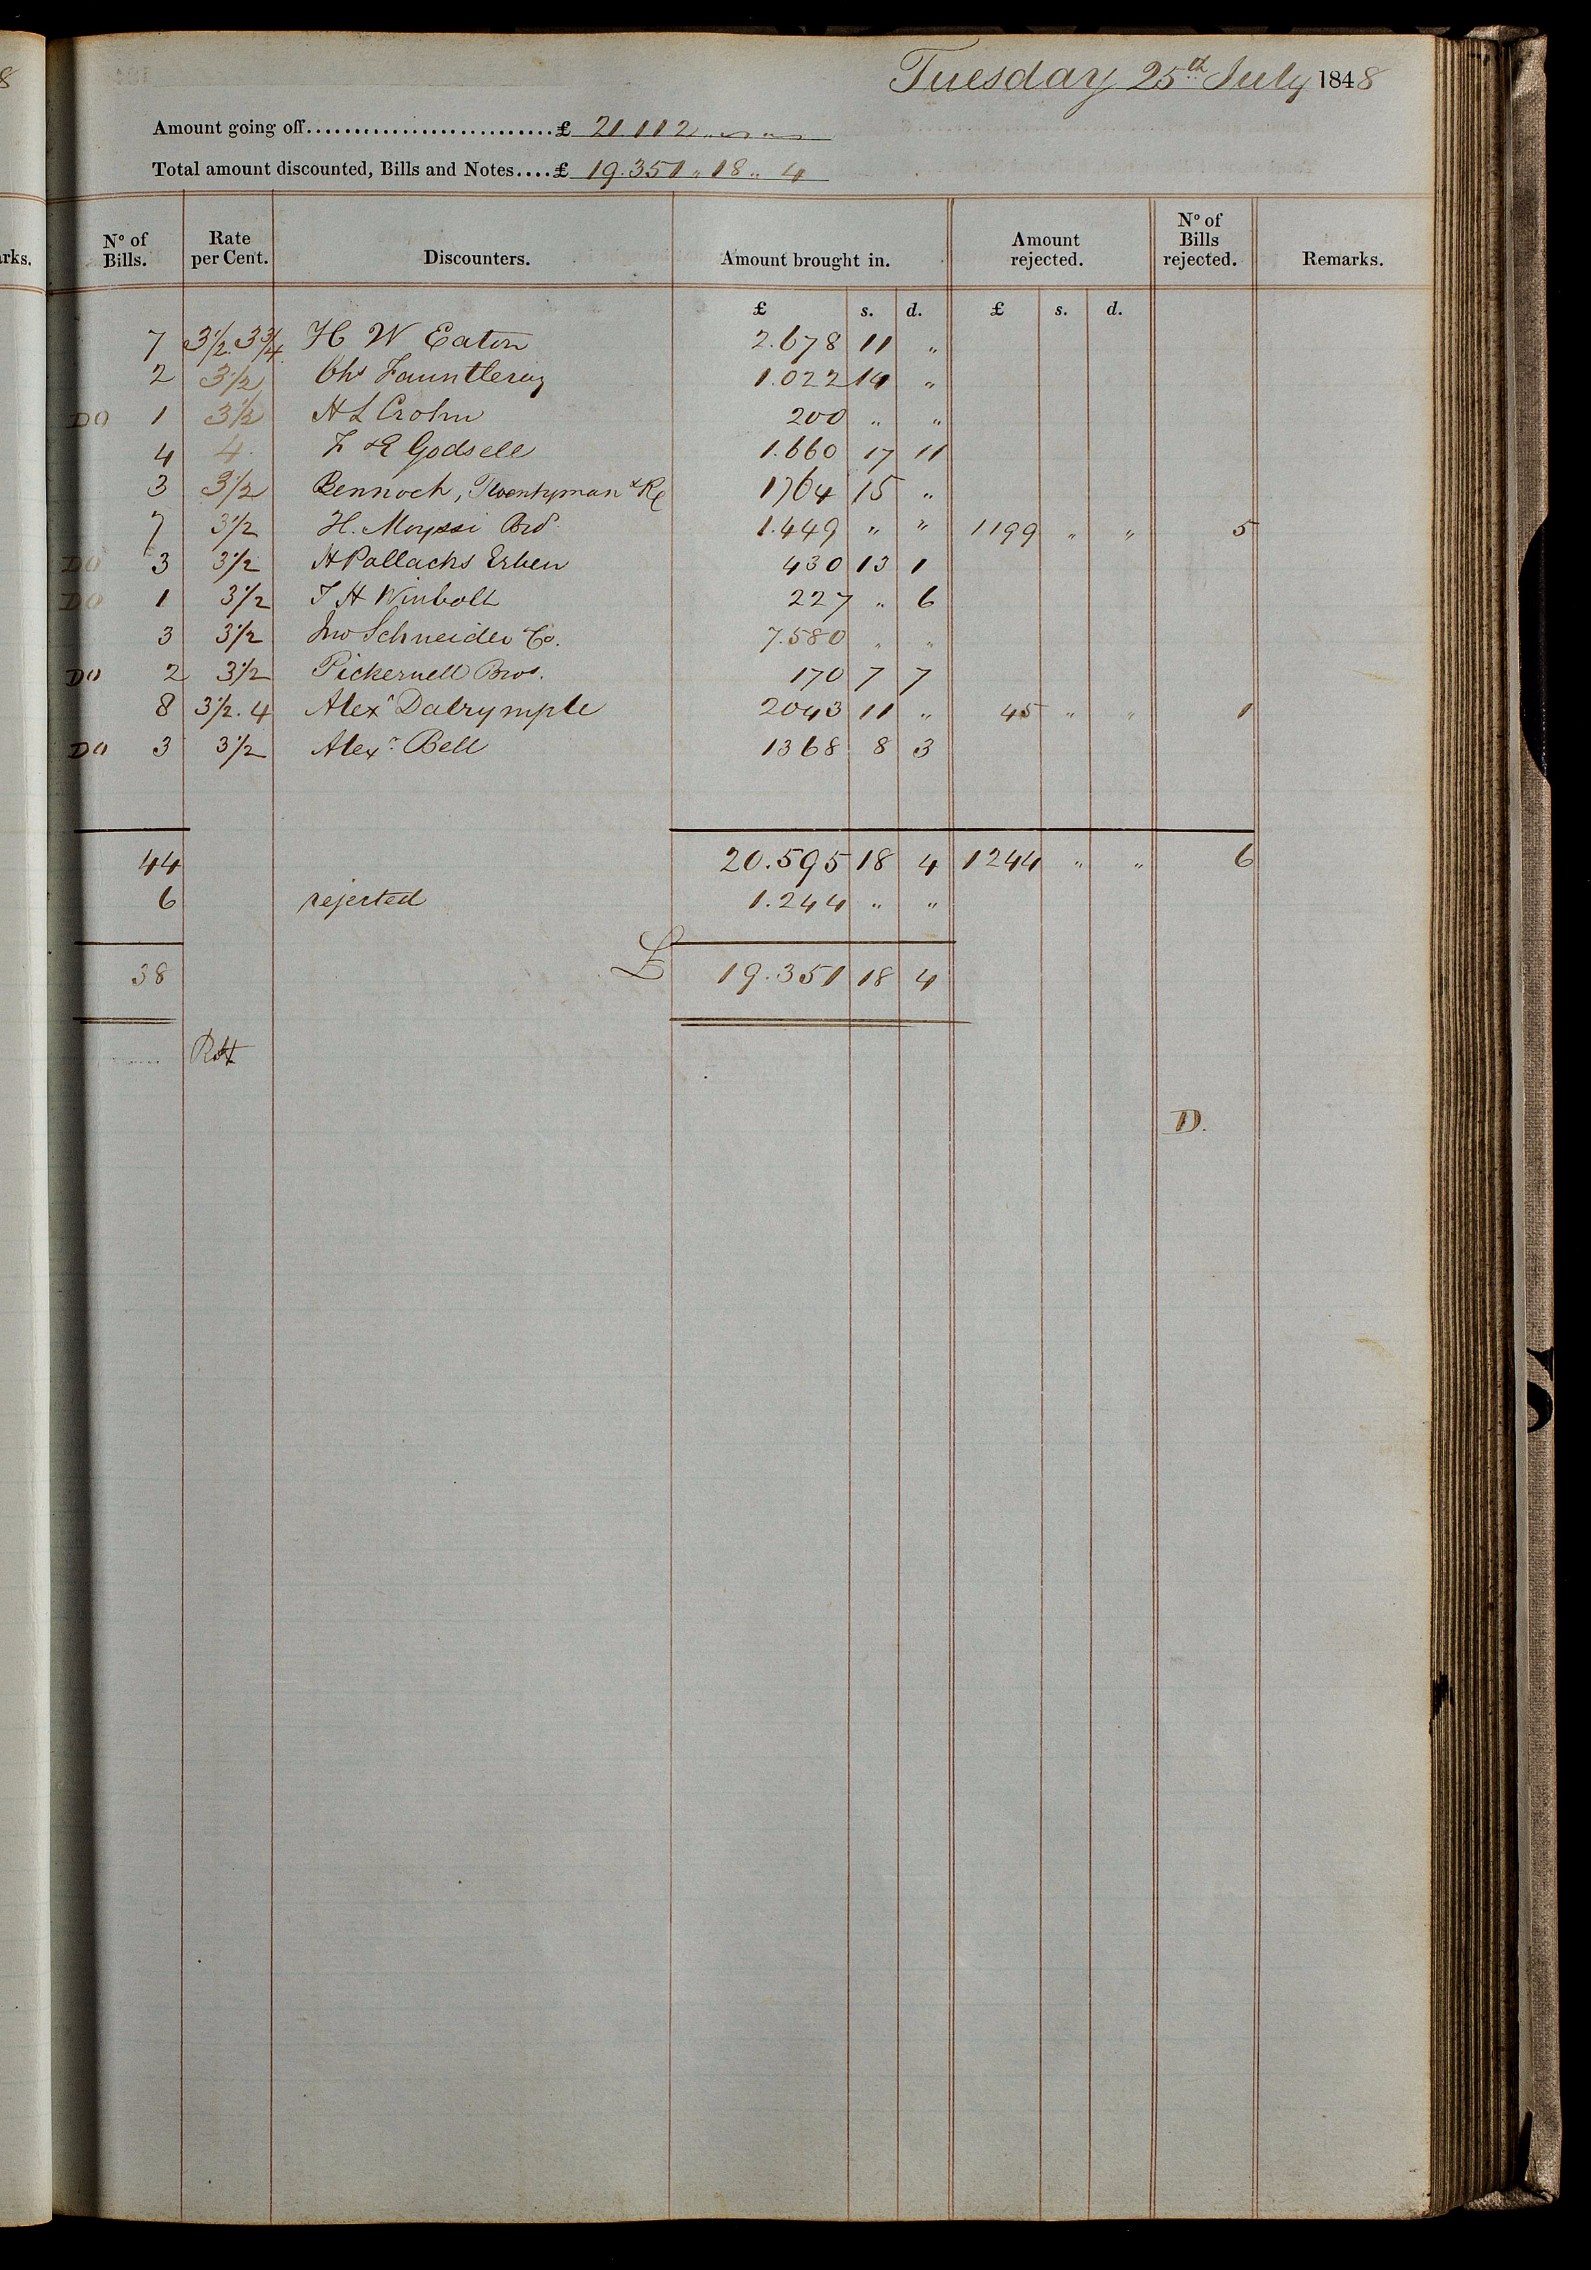 8
arks.
Tuesday 25th July 1848
Amount going off........................... £ 21.112 " – " –
Total amount discounted, Bills and Notes.... £ 19.351 " 18 " 4
No of Bills. Rate per Cent. Discounters. Amount brought in. Amount rejected. No of Bills rejected. Remarks.
£ s. d. £ s. d.
7 3½. 3¾ H W Eaton 2.678 11 "
2 3½ Chs Fauntleroy 1.022 14 "
DO 1 3½ H L Crohn 200 " "
4 4. F & E Godsell 1.660 17 11
3 3½ Bennoch, Twentyman & R 1764 15 "
7 3½ H. Bro 1.449 " " 1199 " " 5
DO 3 3½ H Pollachs Erben 430 13 1
DO 1 3½ T H Winbolt 227 " 6
3 3½ Jno Schneider Co. 7.580 " "
DO 2 3½ Pickernell Bros. 170 7 7
8 3½. 4 Alexr Dalrymple 2043 11 " 45 " " 1
DO 3 3½ Alexr Bell 1368 8 3
44 20.595 18 4 1244 " " 6
6 rejected 1.244 " "
38 £ 19.351 18 4
RH
D.